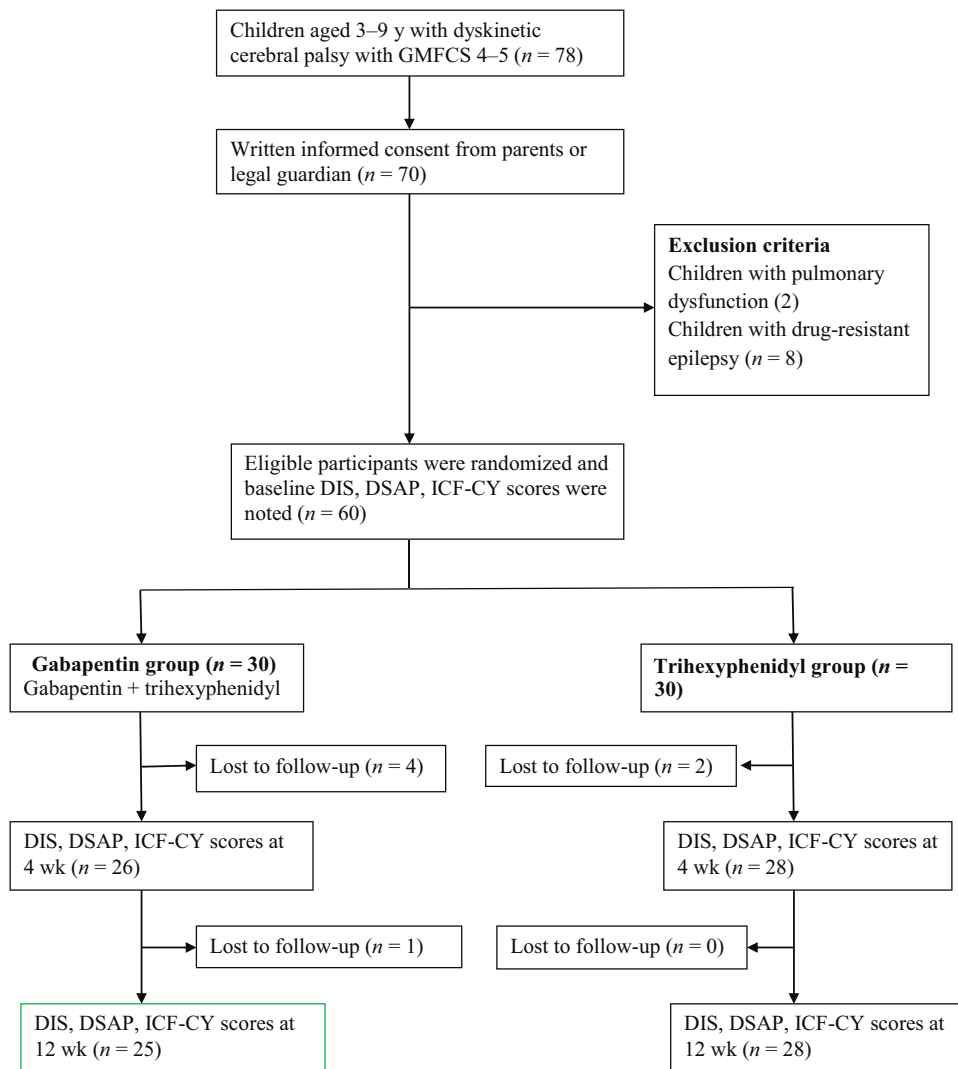 Children aged 3–9 y with dyskinetic
cerebral palsy with GMFCS 4–5 (n = 78)
Written informed consent from parents or
legal guardian (n = 70)
Exclusion criteria
Children with pulmonary
dysfunction (2)
Children with drug-resistant
epilepsy (n = 8)
Eligible participants were randomized and
baseline DIS, DSAP, ICF-CY scores were
noted (n = 60)
Gabapentin group (n = 30)
Gabapentin + trihexyphenidyl
Trihexyphenidyl group (n =
30)
Lost to follow-up (n = 4)
Lost to follow-up (n = 2)
DIS, DSAP, ICF-CY scores at
4 wk (n = 26)
DIS, DSAP, ICF-CY scores at
4 wk (n = 28)
Lost to follow-up (n = 1)
Lost to follow-up (n = 0)
DIS, DSAP, ICF-CY scores at
12 wk (n = 25)
DIS, DSAP, ICF-CY scores at
12 wk (n = 28)